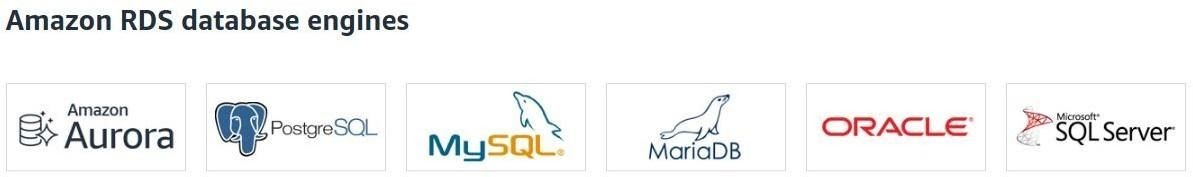 Amazon RDS database engines
Amazon
Aurora
PostgreSQL
MySQL®
MariaDB
ORACLE®
Microsoft®
SQL Server®